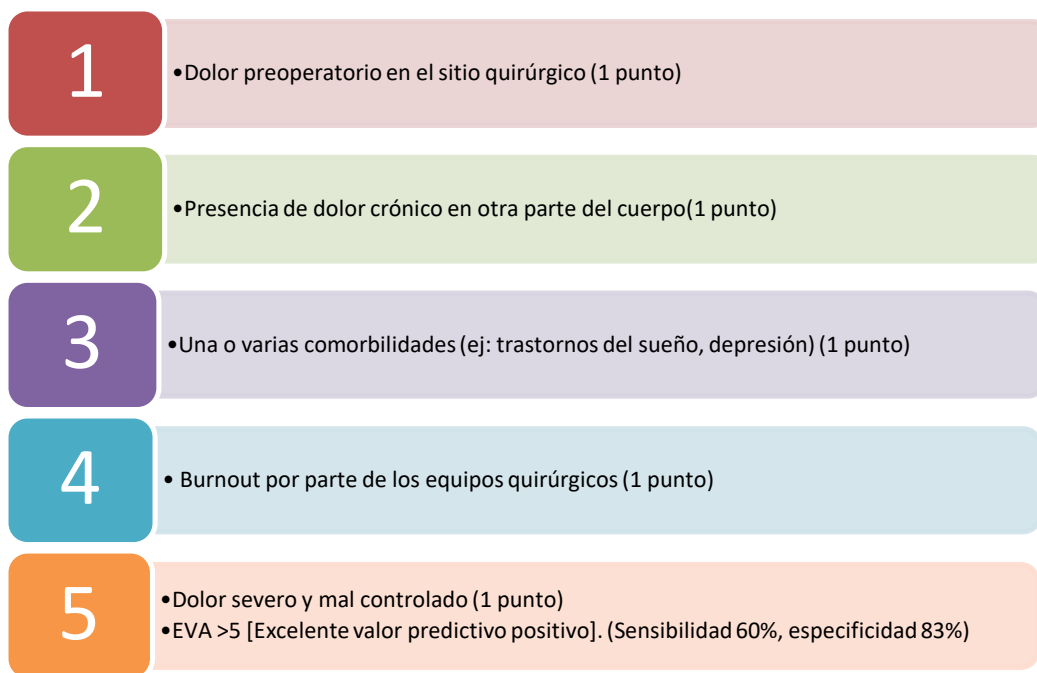 1
•Dolor preoperatorio en el sitio quirúrgico (1 punto)
2
•Presencia de dolor crónico en otra parte del cuerpo(1 punto)
3
•Una o varias comorbilidades (ej: trastornos del sueño, depresión) (1 punto)
4
• Burnout por parte de los equipos quirúrgicos (1 punto)
5
•Dolor severo y mal controlado (1 punto)
•EVA >5 [Excelente valor predictivo positivo]. (Sensibilidad 60%, especificidad 83%)